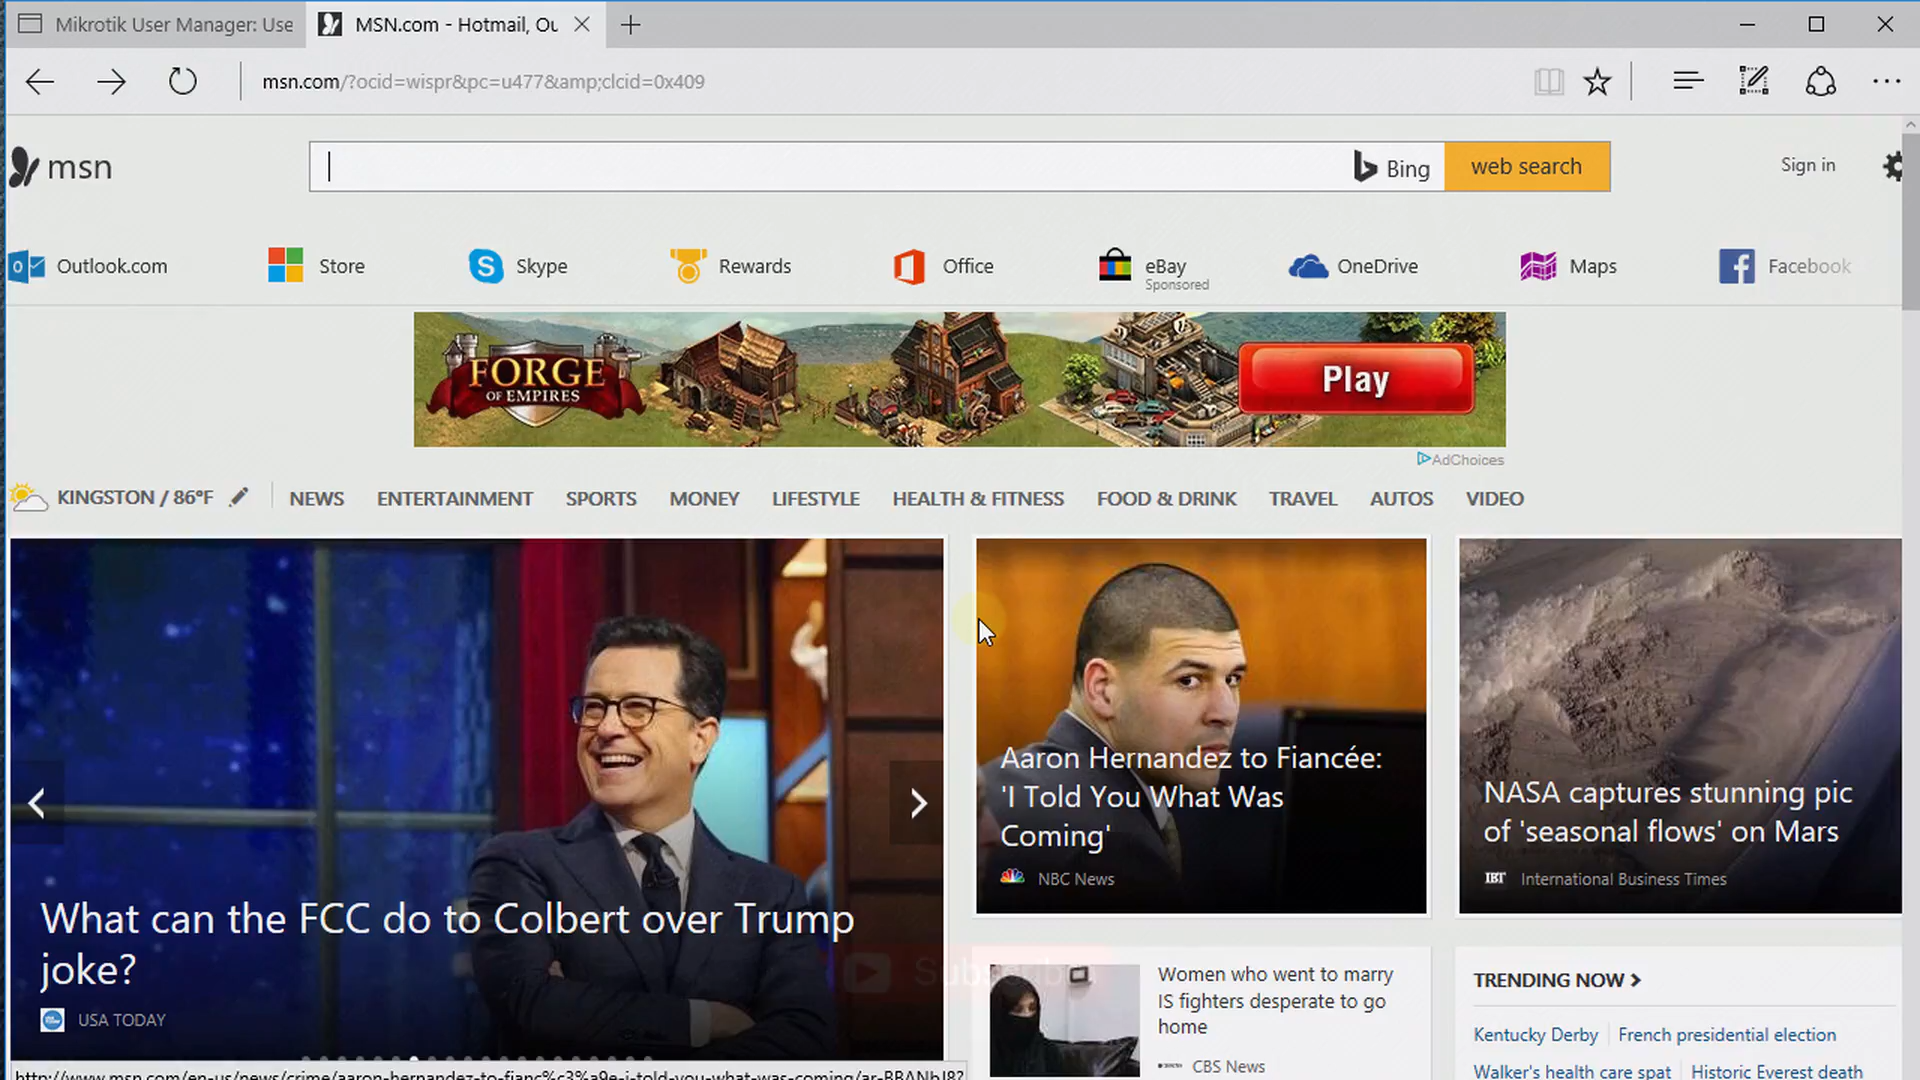 Mikrotik User Manager: Use
MSN.com - Hotmail, Ou
msn.com/?ocid=wispr&pc=u477&amp;clcid=0x409
msn
Bing
web search
Sign in
Outlook.com
Store
Skype
Rewards
Office
eBay
Sponsored
OneDrive
Maps
Facebook
FORGE
OF EMPIRES
Play
AdChoices
KINGSTON / 86°F
NEWS
ENTERTAINMENT
SPORTS
MONEY
LIFESTYLE
HEALTH & FITNESS
FOOD & DRINK
TRAVEL
AUTOS
VIDEO
What can the FCC do to Colbert over Trump
joke?
USA TODAY
Aaron Hernandez to Fiancée:
'I Told You What Was
Coming'
NBC News
NASA captures stunning pic
of 'seasonal flows' on Mars
IBT
International Business Times
Subscribe
Women who went to marry
IS fighters desperate to go
home
CBS News
TRENDING NOW
Kentucky Derby
French presidential election
Walker's health care spat
Historic Everest death